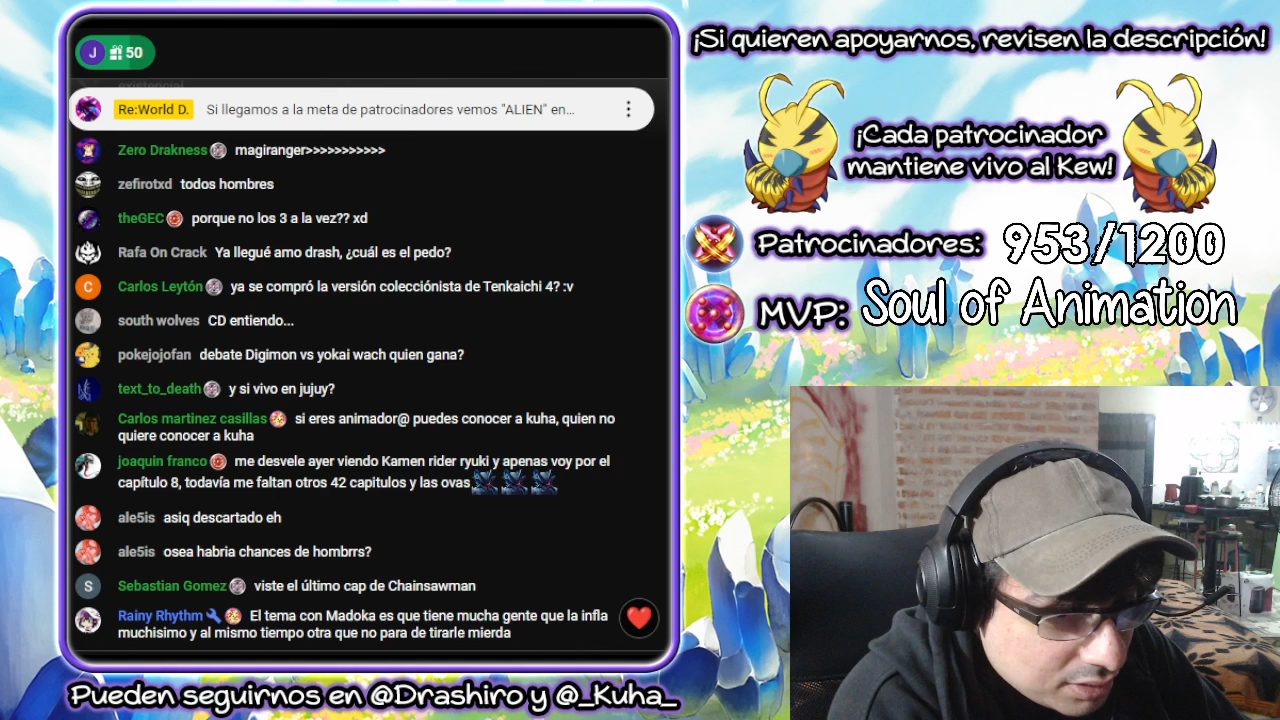 J 50
Re:World D. Si llegamos a la meta de patrocinadores vemos "ALIEN" en...
Zero Drakness magiranger>>>>>>>>>>>
zefirotxd todos hombres
theGEC porque no los 3 a la vez?? xd
Rafa On Crack Ya llegué amo drash, ¿cuál es el pedo?
C Carlos Leytón ya se compró la versión colecciónista de Tenkaichi 4? :v
south wolves CD entiendo...
pokejojofan debate Digimon vs yokai wach quien gana?
text_to_death y si vivo en jujuy?
Carlos martinez casillas si eres animador@ puedes conocer a kuha, quien no
quiere conocer a kuha
joaquin franco me desvele ayer viendo Kamen rider ryuki y apenas voy por el
capítulo 8, todavía me faltan otros 42 capitulos y las ovas
ale5is asiq descartado eh
ale5is osea habria chances de hombrrs?
S Sebastian Gomez viste el último cap de Chainsawman
Rainy Rhythm El tema con Madoka es que tiene mucha gente que la infla
muchisimo y al mismo tiempo otra que no para de tirarle mierda
Pueden seguirnos en @Drashiro y @_Kuha_
¡Si quieren apoyarnos, revisen la descripción!
¡Cada patrocinador
mantiene vivo al Kew!
Patrocinadores: 953/1200
MVP: Soul of Animation